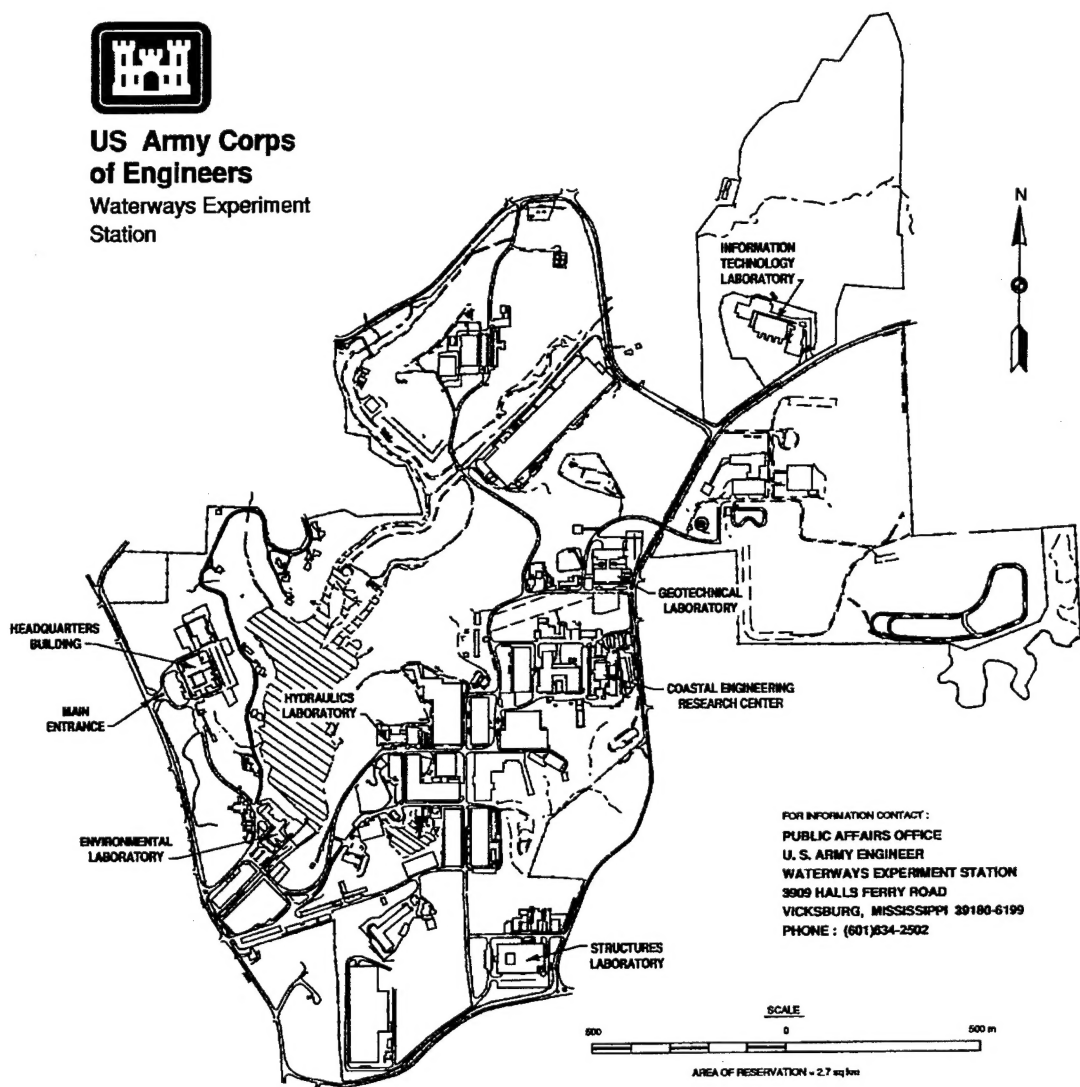 US Army Corps
of Engineers
Waterways Experiment
Station
N
INFORMATION
TECHNOLOGY
LABORATORY
GEOTECHNICAL
LABORATORY
HEADQUARTERS
BUILDING
MAIN
ENTRANCE
HYDRAULICS
LABORATORY
COASTAL ENGINEERING
RESEARCH CENTER
ENVIRONMENTAL
LABORATORY
STRUCTURES
LABORATORY
FOR INFORMATION CONTACT :
PUBLIC AFFAIRS OFFICE
U. S. ARMY ENGINEER
WATERWAYS EXPERIMENT STATION
3909 HALLS FERRY ROAD
VICKSBURG, MISSISSIPPI 39180-6199
PHONE : (601)634-2502
SCALE
500 0 500 m
AREA OF RESERVATION = 2.7 sq km